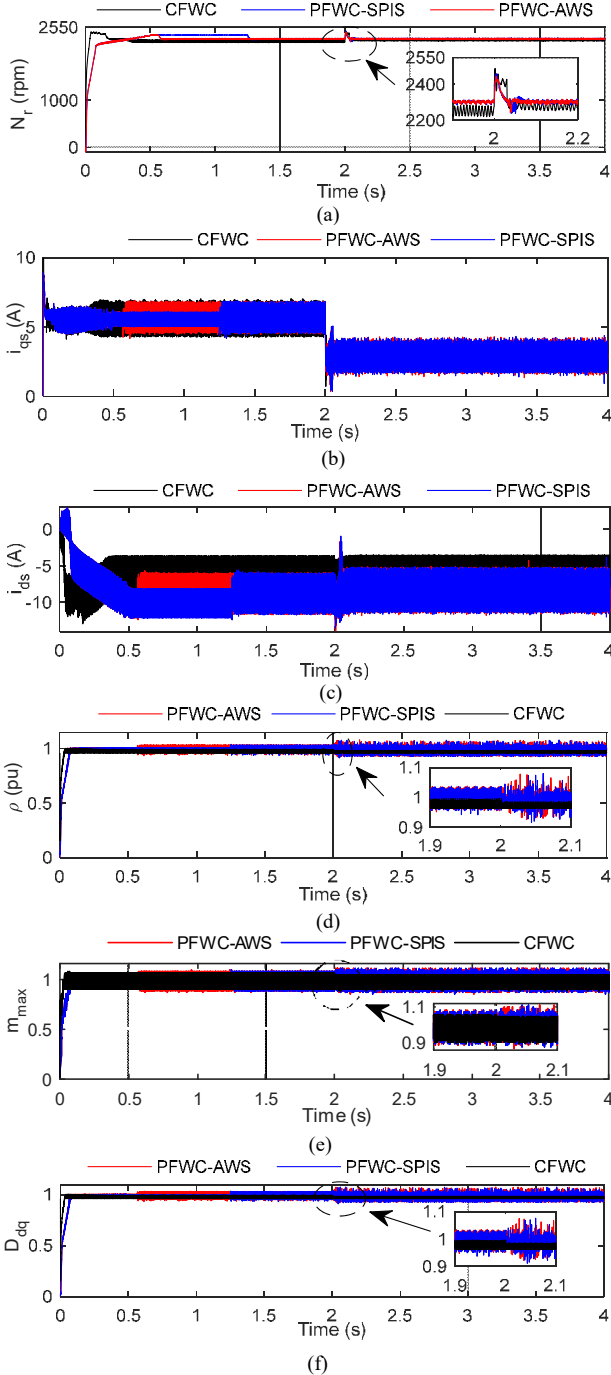 CFWC PFWC-SPIS PFWC-AWS
2550
1000
0
N_r (rpm)
2550
2400
2200
2 2.2
0 0.5 1 1.5 2 2.5 3 3.5 4
Time (s)
(a)
CFWC PFWC-AWS PFWC-SPIS
10
5
0
i_qs, (A)
0 0.5 1 1.5 2 2.5 3 3.5 4
Time (s)
(b)
CFWC PFWC-AWS PFWC-SPIS
0
-5
-10
i_ds (A)
0 0.5 1 1.5 2 2.5 3 3.5 4
Time (s)
(c)
PFWC-AWS PFWC-SPIS CFWC
1
0.5
0
ρ (pu)
1.1
1
0.9
1.9 2 2.1
0 0.5 1 1.5 2 2.5 3 3.5 4
Time (s)
(d)
PFWC-AWS PFWC-SPIS CFWC
1
0.5
0
m_max
1.1
0.9
1.9 2 2.1
0 0.5 1 1.5 2 2.5 3 3.5 4
Time (s)
(e)
PFWC-AWS PFWC-SPIS CFWC
1
0.5
0
D_dq
1.1
1
0.9
1.9 2 2.1
0 0.5 1 1.5 2 2.5 3 3.5 4
Time (s)
(f)